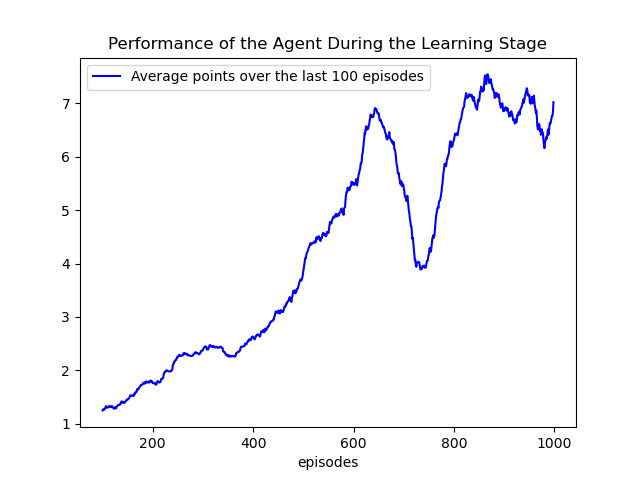 Performance of the Agent During the Learning Stage
Average points over the last 100 episodes
7
6
5
4
3
2
1
200 400 600 800 1000
episodes